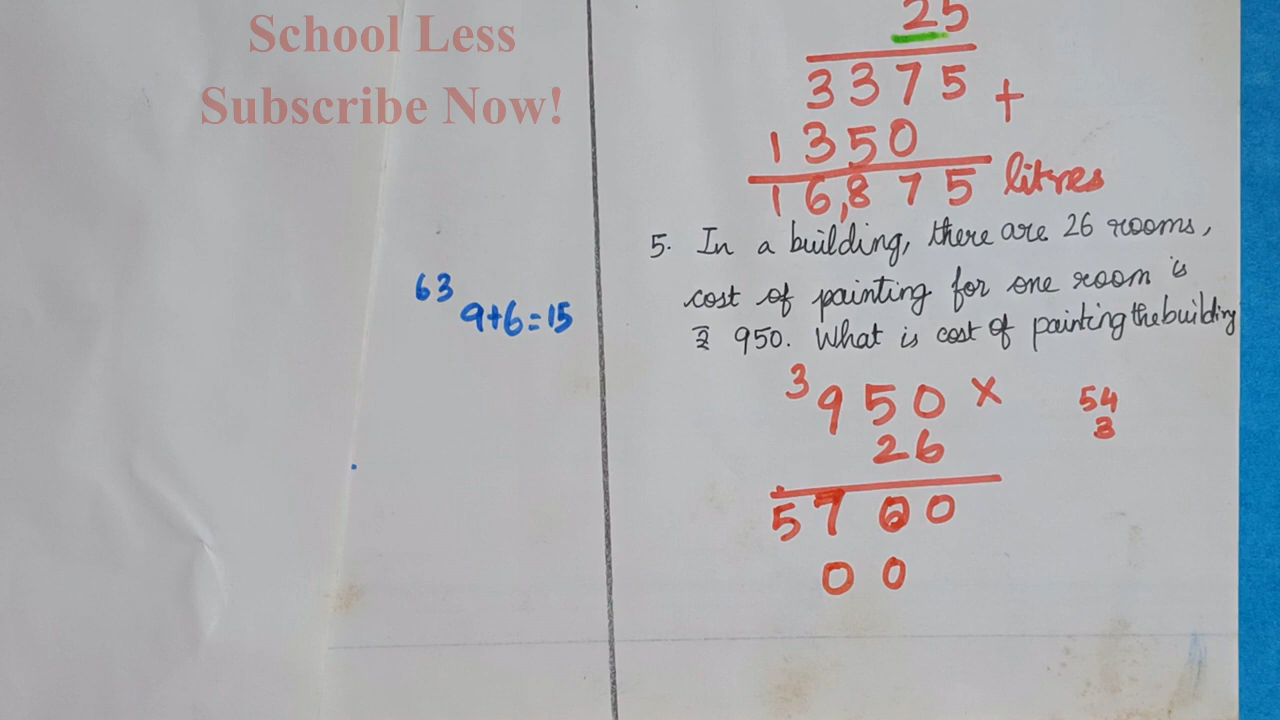 School Less
Subscribe Now!
63
9+6=15
25
3375 +
1350
16,875 litres
5. In a building, there are 26 rooms,
cost of painting for one room is
₹ 950. What is cost of painting the building
3
950 ×
26
54
3
5700
00